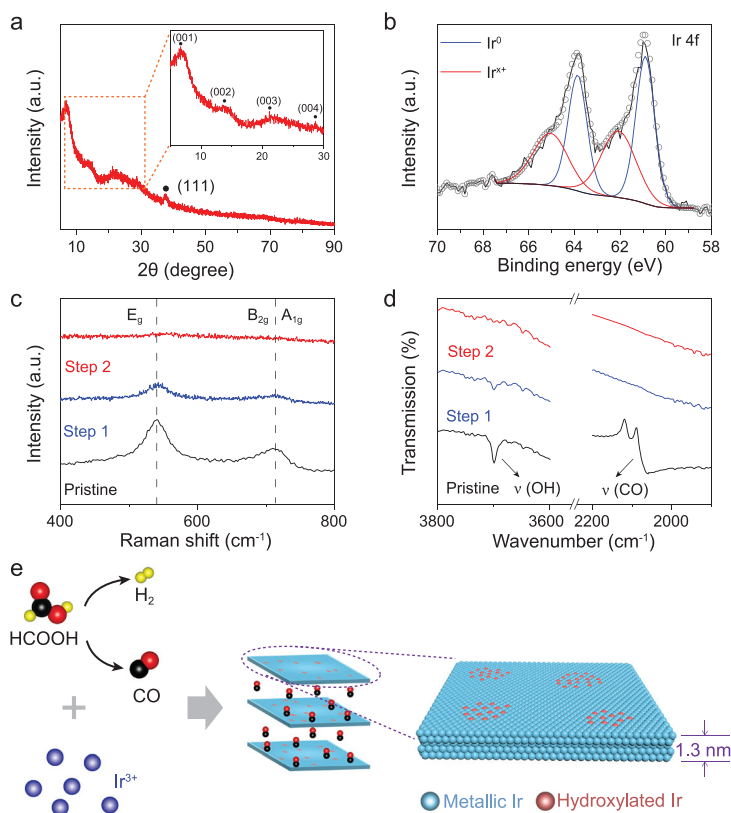 a
Intensity (a.u.)
(001)
(002)
(003)
(004)
5 10 20 30
(111)
10 30 50 70 90
2θ (degree)
b
Intensity (a.u.)
Ir⁰
Irˣ⁺
Ir 4f
70 68 66 64 62 60 58
Binding energy (eV)
c
Intensity (a.u.)
E_g
B_2g
A_1g
Step 2
Step 1
Pristine
400 500 600 700 800
Raman shift (cm⁻¹)
d
Transmission (%)
Step 2
Step 1
Pristine
ν (OH)
ν (CO)
3800 3600 2200 2000
Wavenumber (cm⁻¹)
e
H₂
HCOOH
CO
Ir³⁺
1.3 nm
Metallic Ir
Hydroxylated Ir